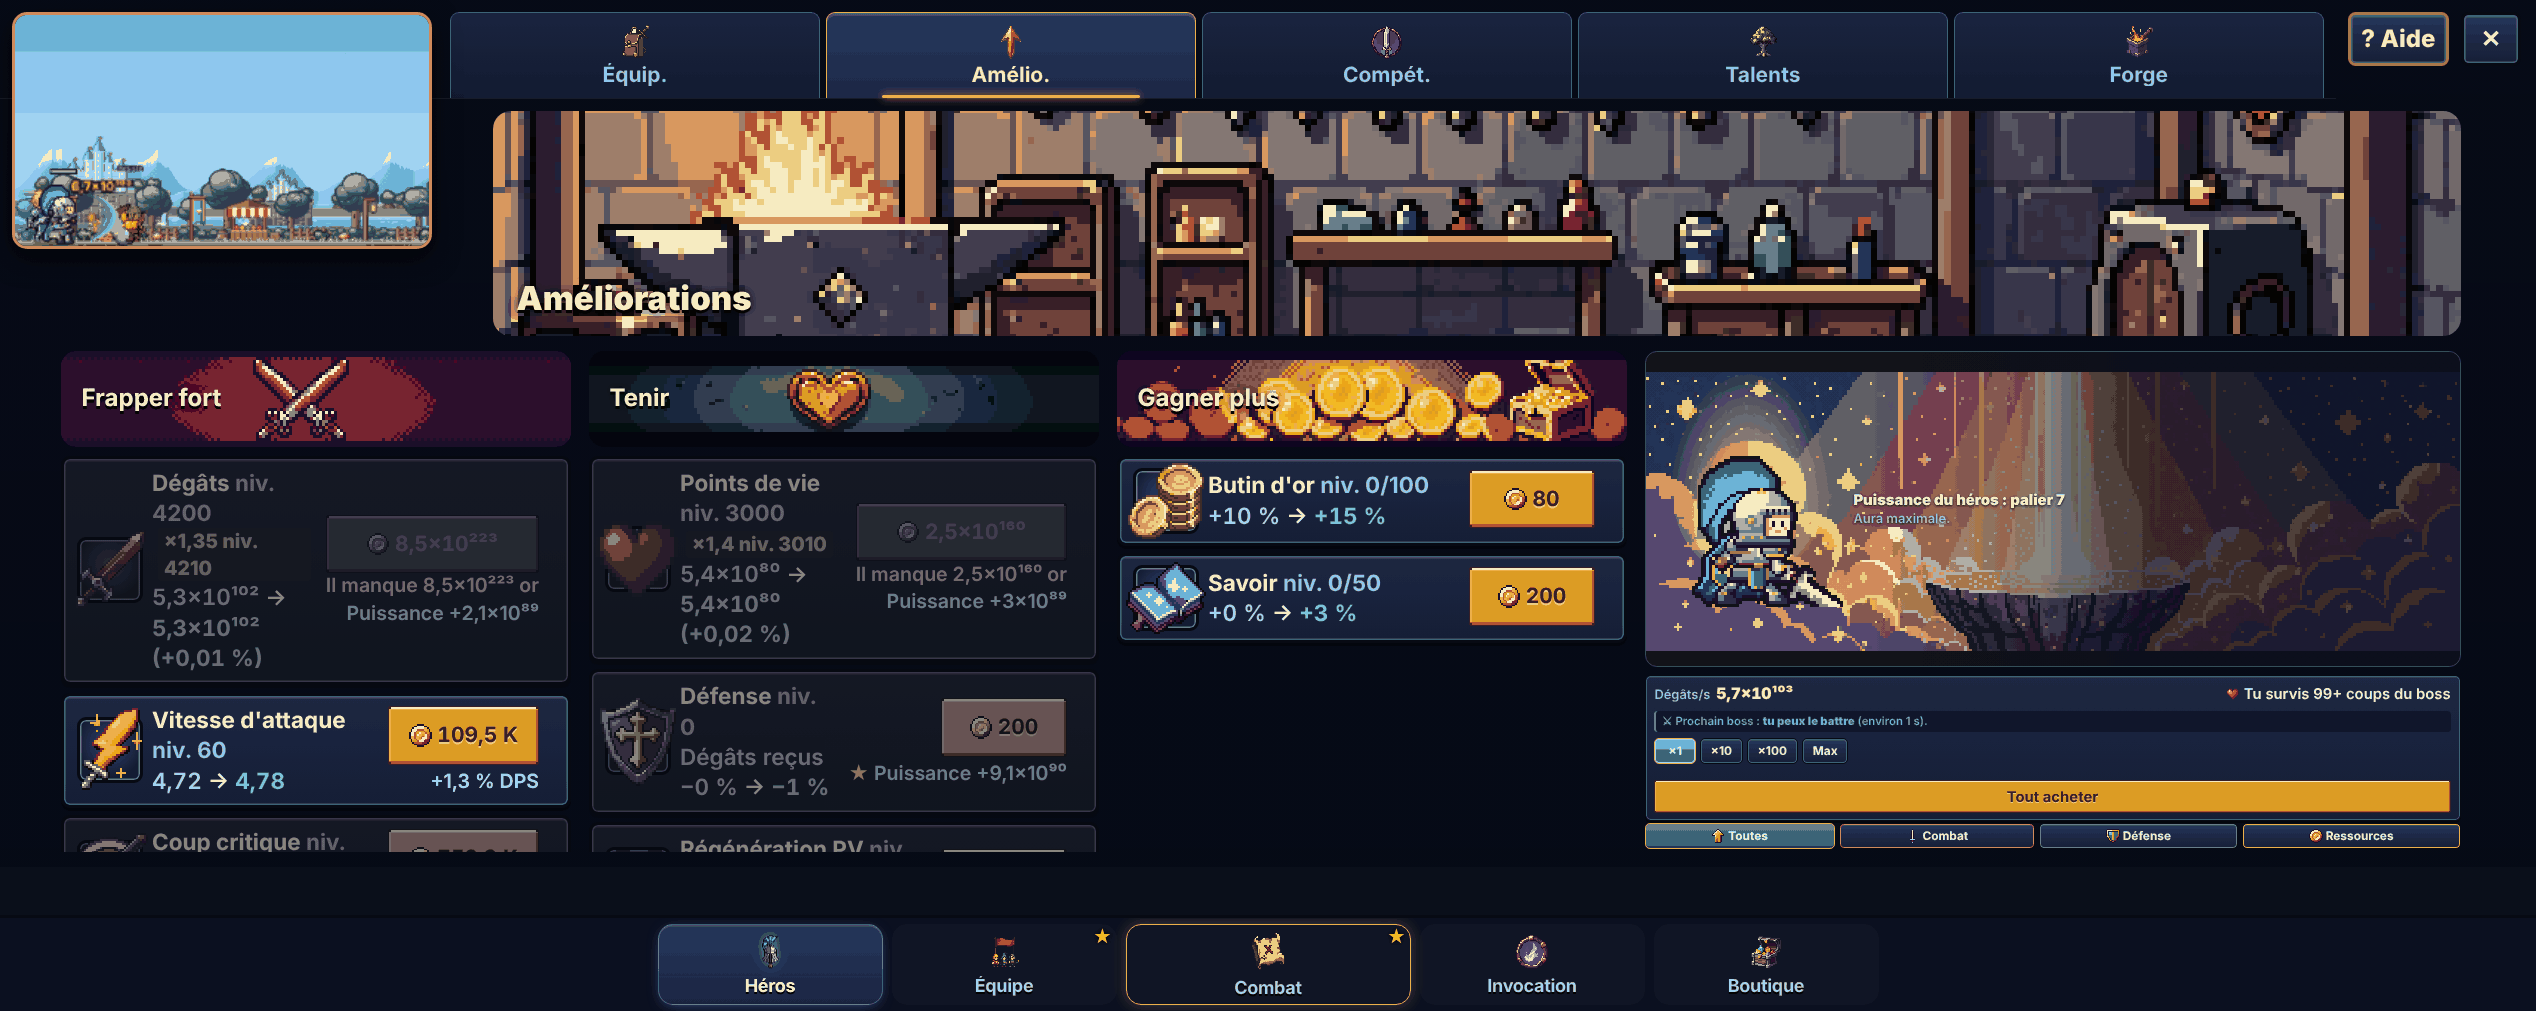 Équip.
Amélio.
Compét.
Talents
Forge
? Aide
×
Améliorations
Frapper fort
Dégâts niv.
4200
×1,35 niv.
4210
5,3×10¹⁰² →
5,3×10¹⁰²
(+0,01 %)
8,5×10²²³
Il manque 8,5×10²²³ or
Puissance +2,1×10⁸⁹
Vitesse d'attaque
niv. 60
4,72 → 4,78
109,5 K
+1,3 % DPS
Coup critique niv.
Tenir
Points de vie
niv. 3000
×1,4 niv. 3010
5,4×10⁸⁰ →
5,4×10⁸⁰
(+0,02 %)
2,5×10¹⁶⁰
Il manque 2,5×10¹⁶⁰ or
Puissance +3×10⁸⁹
Défense niv.
0
Dégâts reçus
−0 % → −1 %
200
★ Puissance +9,1×10⁹⁰
Régénération PV niv.
Gagner plus
Butin d'or niv. 0/100
+10 % → +15 %
80
Savoir niv. 0/50
+0 % → +3 %
200
Puissance du héros : palier 7
Aura maximale.
Dégâts/s 5,7×10¹⁰³
Tu survis 99+ coups du boss
Prochain boss : tu peux le battre (environ 1 s).
×1
×10
×100
Max
Tout acheter
Toutes
Combat
Défense
Ressources
Héros
Équipe
Combat
Invocation
Boutique